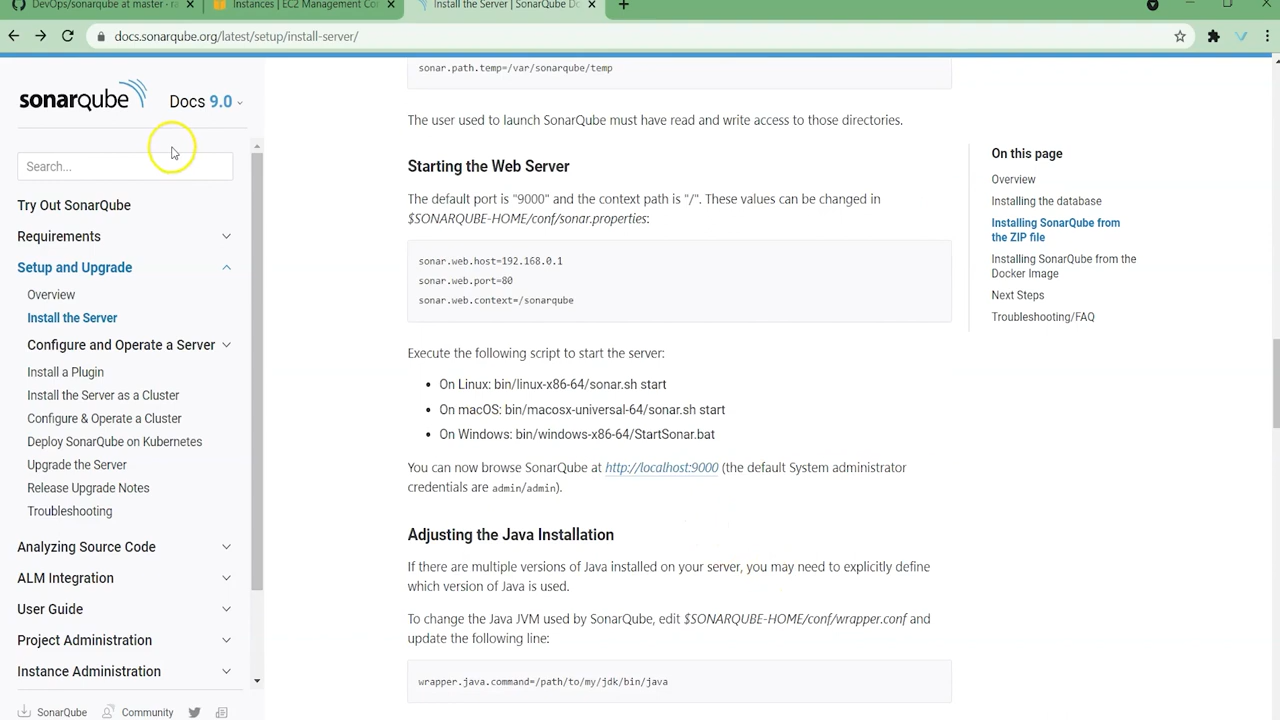 DevOps/sonarqube at master · ra
Instances | EC2 Management Con
Install the Server | SonarQube Do
docs.sonarqube.org/latest/setup/install-server/
sonarqube
Docs 9.0
Search...
Try Out SonarQube
Requirements
Setup and Upgrade
Overview
Install the Server
Configure and Operate a Server
Install a Plugin
Install the Server as a Cluster
Configure & Operate a Cluster
Deploy SonarQube on Kubernetes
Upgrade the Server
Release Upgrade Notes
Troubleshooting
Analyzing Source Code
ALM Integration
User Guide
Project Administration
Instance Administration
SonarQube
Community
sonar.path.temp=/var/sonarqube/temp
The user used to launch SonarQube must have read and write access to those directories.
Starting the Web Server
The default port is "9000" and the context path is "/". These values can be changed in
$SONARQUBE-HOME/conf/sonar.properties:
sonar.web.host=192.168.0.1
sonar.web.port=80
sonar.web.context=/sonarqube
Execute the following script to start the server:
• On Linux: bin/linux-x86-64/sonar.sh start
• On macOS: bin/macosx-universal-64/sonar.sh start
• On Windows: bin/windows-x86-64/StartSonar.bat
You can now browse SonarQube at http://localhost:9000 (the default System administrator
credentials are admin/admin).
Adjusting the Java Installation
If there are multiple versions of Java installed on your server, you may need to explicitly define
which version of Java is used.
To change the Java JVM used by SonarQube, edit $SONARQUBE-HOME/conf/wrapper.conf and
update the following line:
wrapper.java.command=/path/to/my/jdk/bin/java
On this page
Overview
Installing the database
Installing SonarQube from
the ZIP file
Installing SonarQube from the
Docker Image
Next Steps
Troubleshooting/FAQ